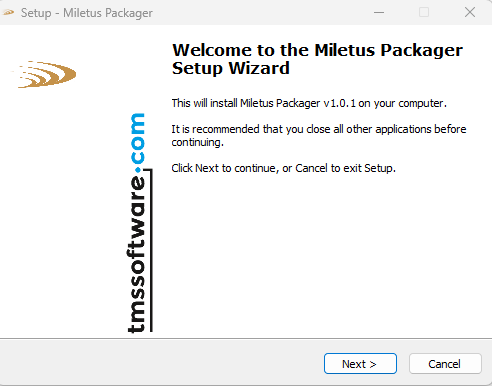 Setup - Miletus Packager
Welcome to the Miletus Packager
Setup Wizard
This will install Miletus Packager v1.0.1 on your computer.
It is recommended that you close all other applications before
continuing.
Click Next to continue, or Cancel to exit Setup.
tmssoftware.com
Next >
Cancel